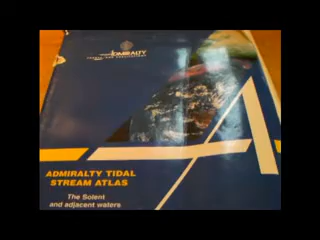 ADMIRALTY
ADMIRALTY TIDAL
STREAM ATLAS
The Solent
and adjacent waters